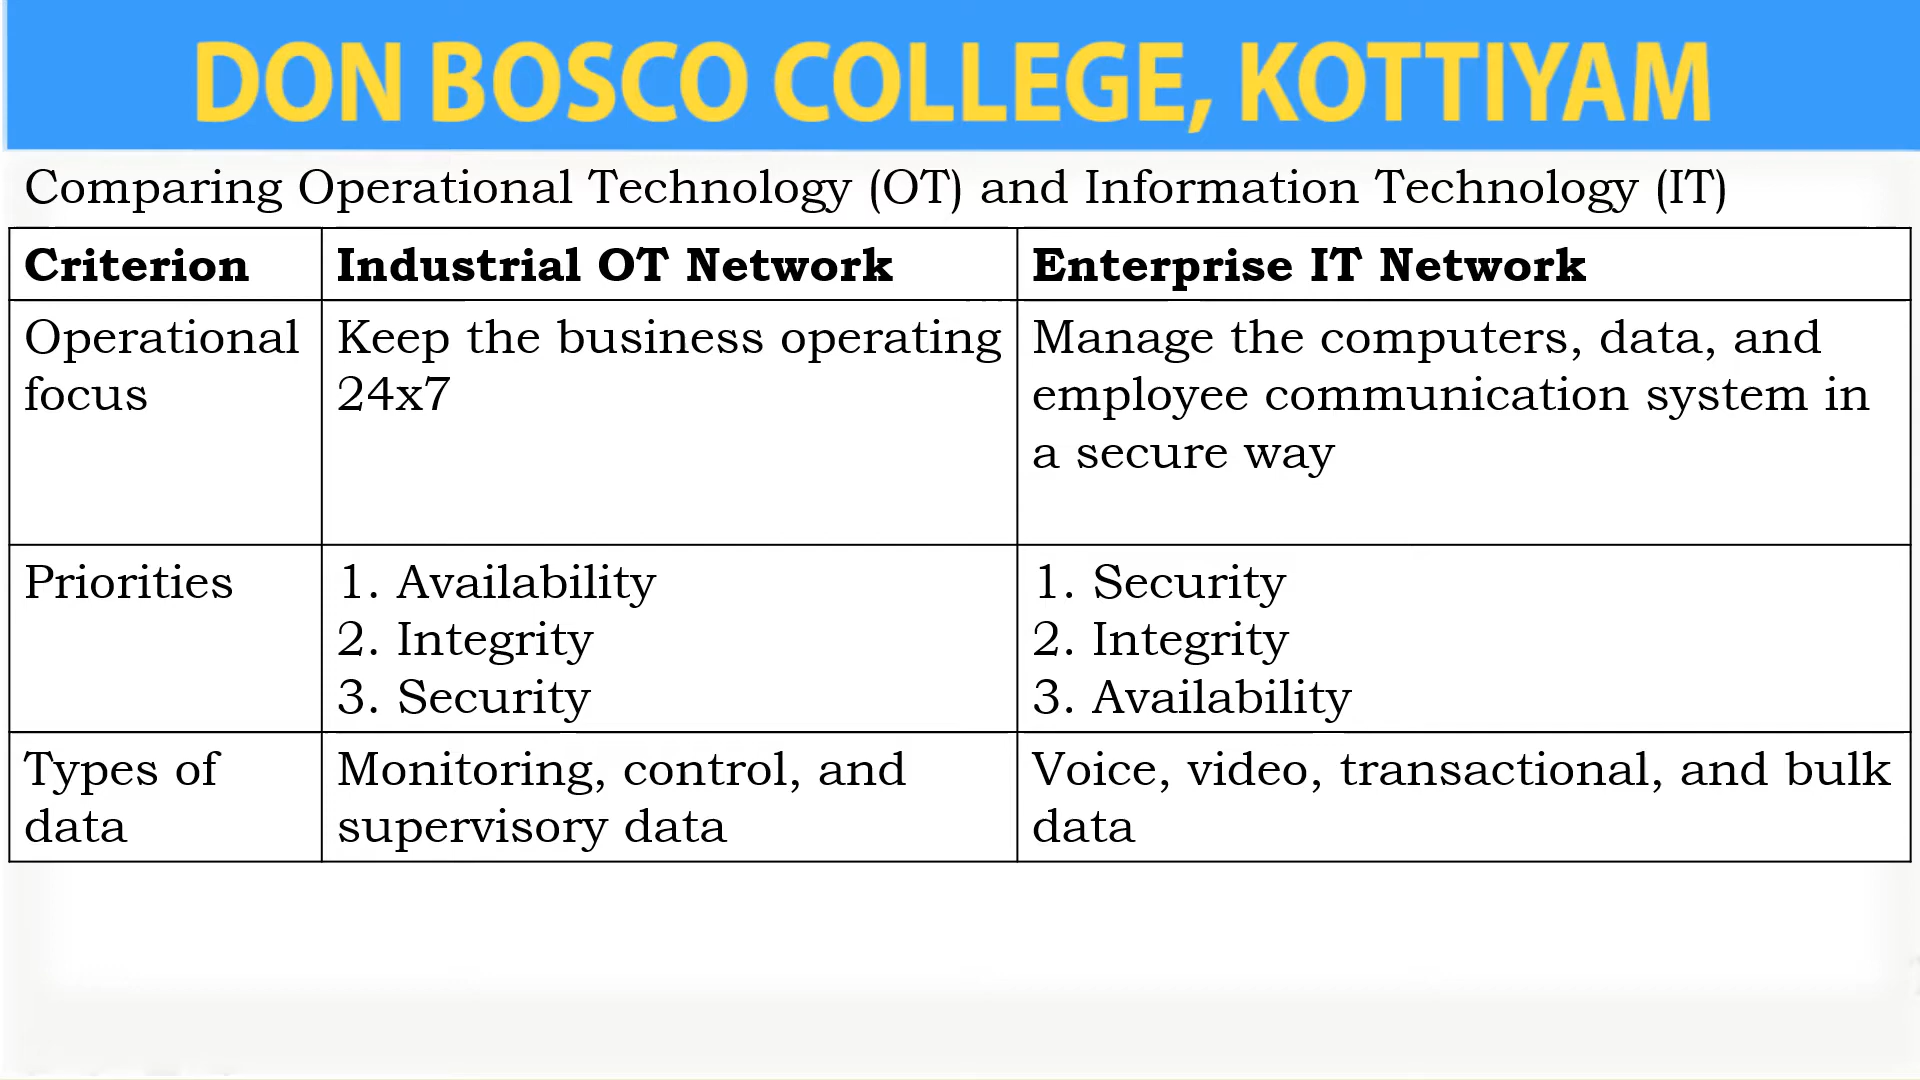 DON BOSCO COLLEGE, KOTTIYAM
Comparing Operational Technology (OT) and Information Technology (IT)
Criterion
Industrial OT Network
Enterprise IT Network
Operational
focus
Keep the business operating
24x7
Manage the computers, data, and
employee communication system in
a secure way
Priorities
1. Availability
2. Integrity
3. Security
1. Security
2. Integrity
3. Availability
Types of
data
Monitoring, control, and
supervisory data
Voice, video, transactional, and bulk
data